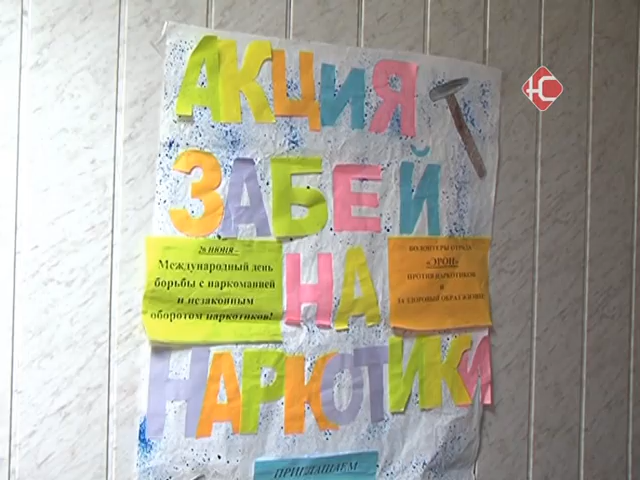 АКЦИЯ
ЗАБЕЙ
НА
НАРКОТИКИ
26 ИЮНЯ -
Международный день
борьбы с наркоманией
и незаконным
оборотом наркотиков!
ВОЛОНТЕРЫ ОТРЯДА
«ЭРОН»
ПРОТИВ НАРКОТИКОВ
И
ЗА ЗДОРОВЫЙ ОБРАЗ ЖИЗНИ
ПРИГЛАШАЕМ